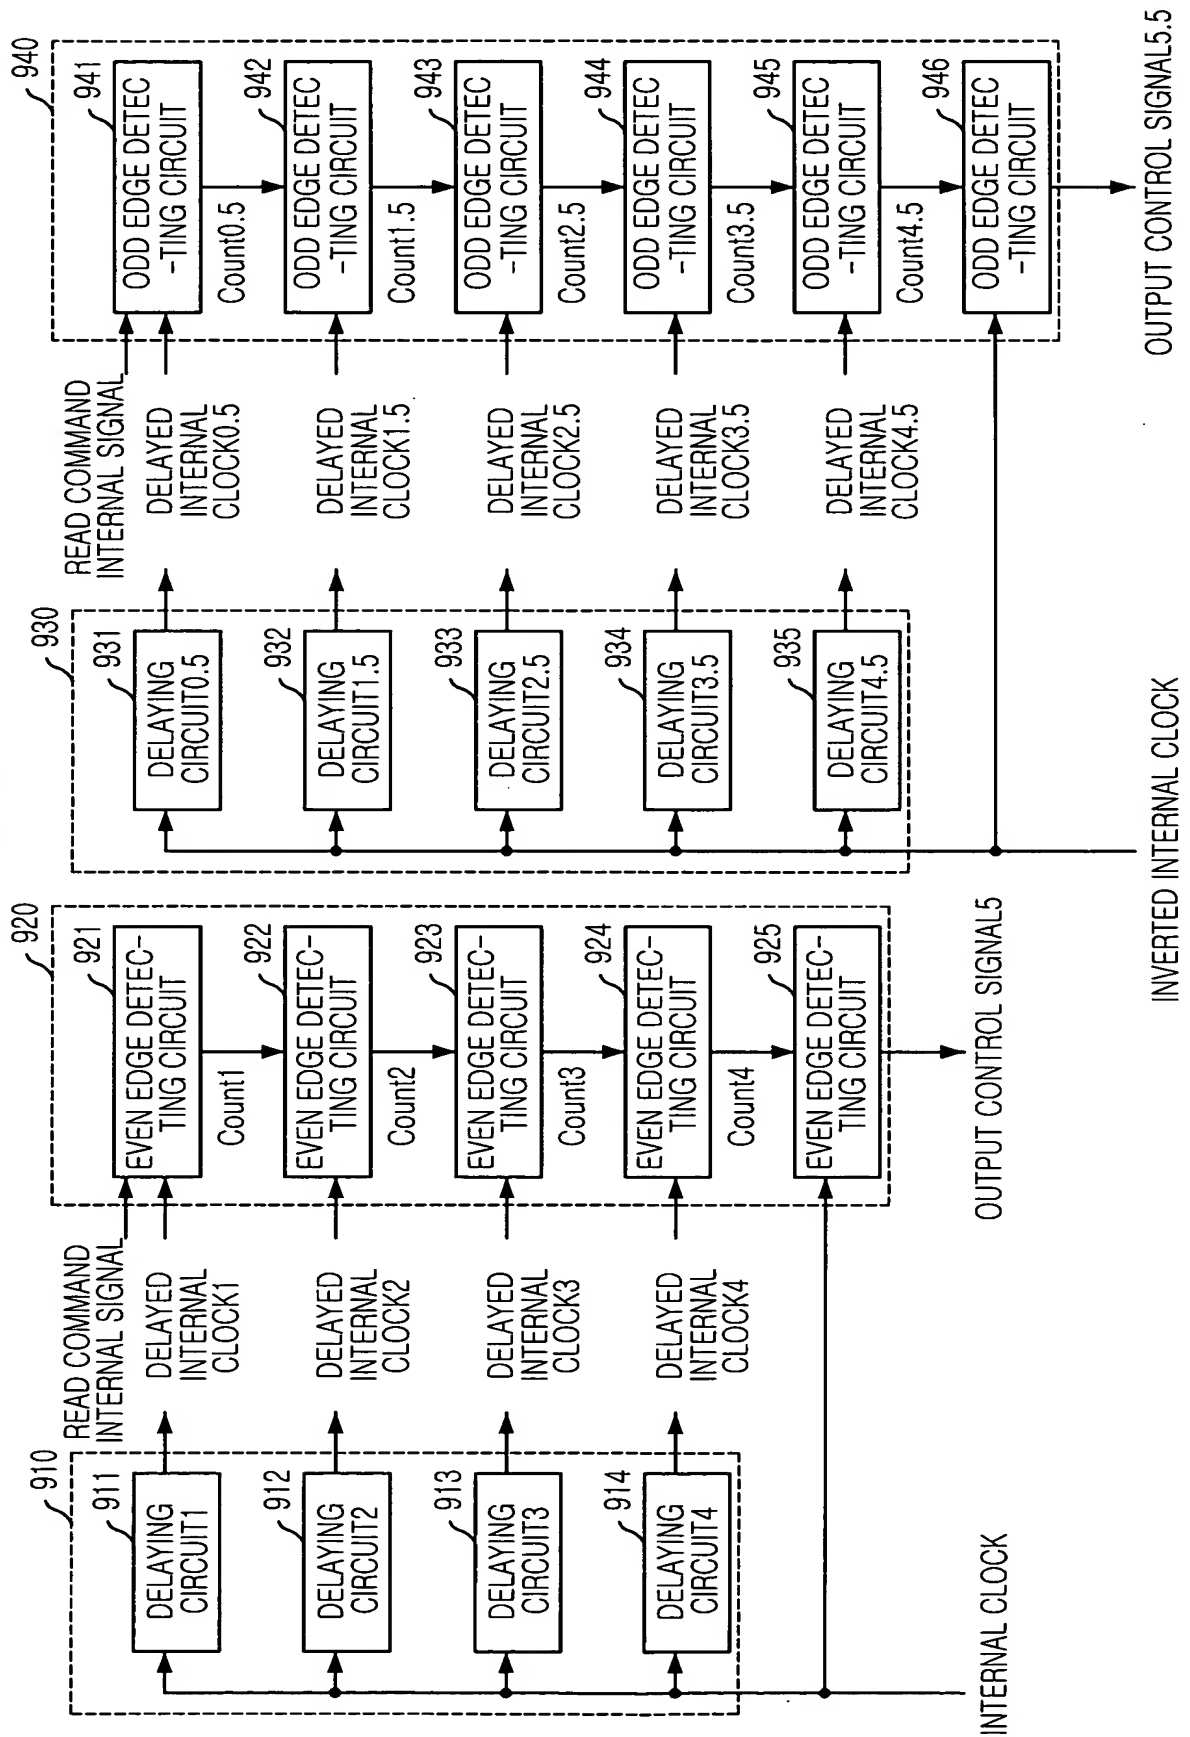 910
911
DELAYING
CIRCUIT1
912
DELAYING
CIRCUIT2
913
DELAYING
CIRCUIT3
914
DELAYING
CIRCUIT4
INTERNAL CLOCK
READ COMMAND
INTERNAL SIGNAL
DELAYED
INTERNAL
CLOCK1
DELAYED
INTERNAL
CLOCK2
DELAYED
INTERNAL
CLOCK3
DELAYED
INTERNAL
CLOCK4
920
921
EVEN EDGE DETEC-
TING CIRCUIT
Count1
922
EVEN EDGE DETEC-
TING CIRCUIT
Count2
923
EVEN EDGE DETEC-
TING CIRCUIT
Count3
924
EVEN EDGE DETEC-
TING CIRCUIT
Count4
925
EVEN EDGE DETEC-
TING CIRCUIT
OUTPUT CONTROL SIGNAL5
930
931
DELAYING
CIRCUIT0.5
932
DELAYING
CIRCUIT1.5
933
DELAYING
CIRCUIT2.5
934
DELAYING
CIRCUIT3.5
935
DELAYING
CIRCUIT4.5
INVERTED INTERNAL CLOCK
READ COMMAND
INTERNAL SIGNAL
DELAYED
INTERNAL
CLOCK0.5
DELAYED
INTERNAL
CLOCK1.5
DELAYED
INTERNAL
CLOCK2.5
DELAYED
INTERNAL
CLOCK3.5
DELAYED
INTERNAL
CLOCK4.5
940
941
ODD EDGE DETEC
-TING CIRCUIT
Count0.5
942
ODD EDGE DETEC
-TING CIRCUIT
Count1.5
943
ODD EDGE DETEC
-TING CIRCUIT
Count2.5
944
ODD EDGE DETEC
-TING CIRCUIT
Count3.5
945
ODD EDGE DETEC
-TING CIRCUIT
Count4.5
946
ODD EDGE DETEC
-TING CIRCUIT
OUTPUT CONTROL SIGNAL5.5